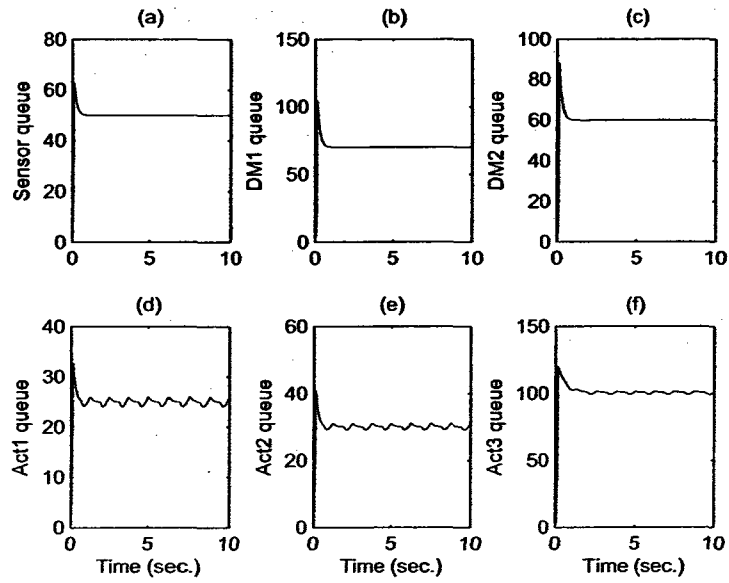 (a)
80
60
40
20
0
Sensor queue
0 5 10
(b)
150
100
50
0
DM1 queue
0 5 10
(c)
100
80
60
40
20
0
DM2 queue
0 5 10
(d)
40
30
20
10
0
Act1 queue
0 5 10
Time (sec.)
(e)
60
40
20
0
Act2 queue
0 5 10
Time (sec.)
(f)
150
100
50
0
Act3 queue
0 5 10
Time (sec.)